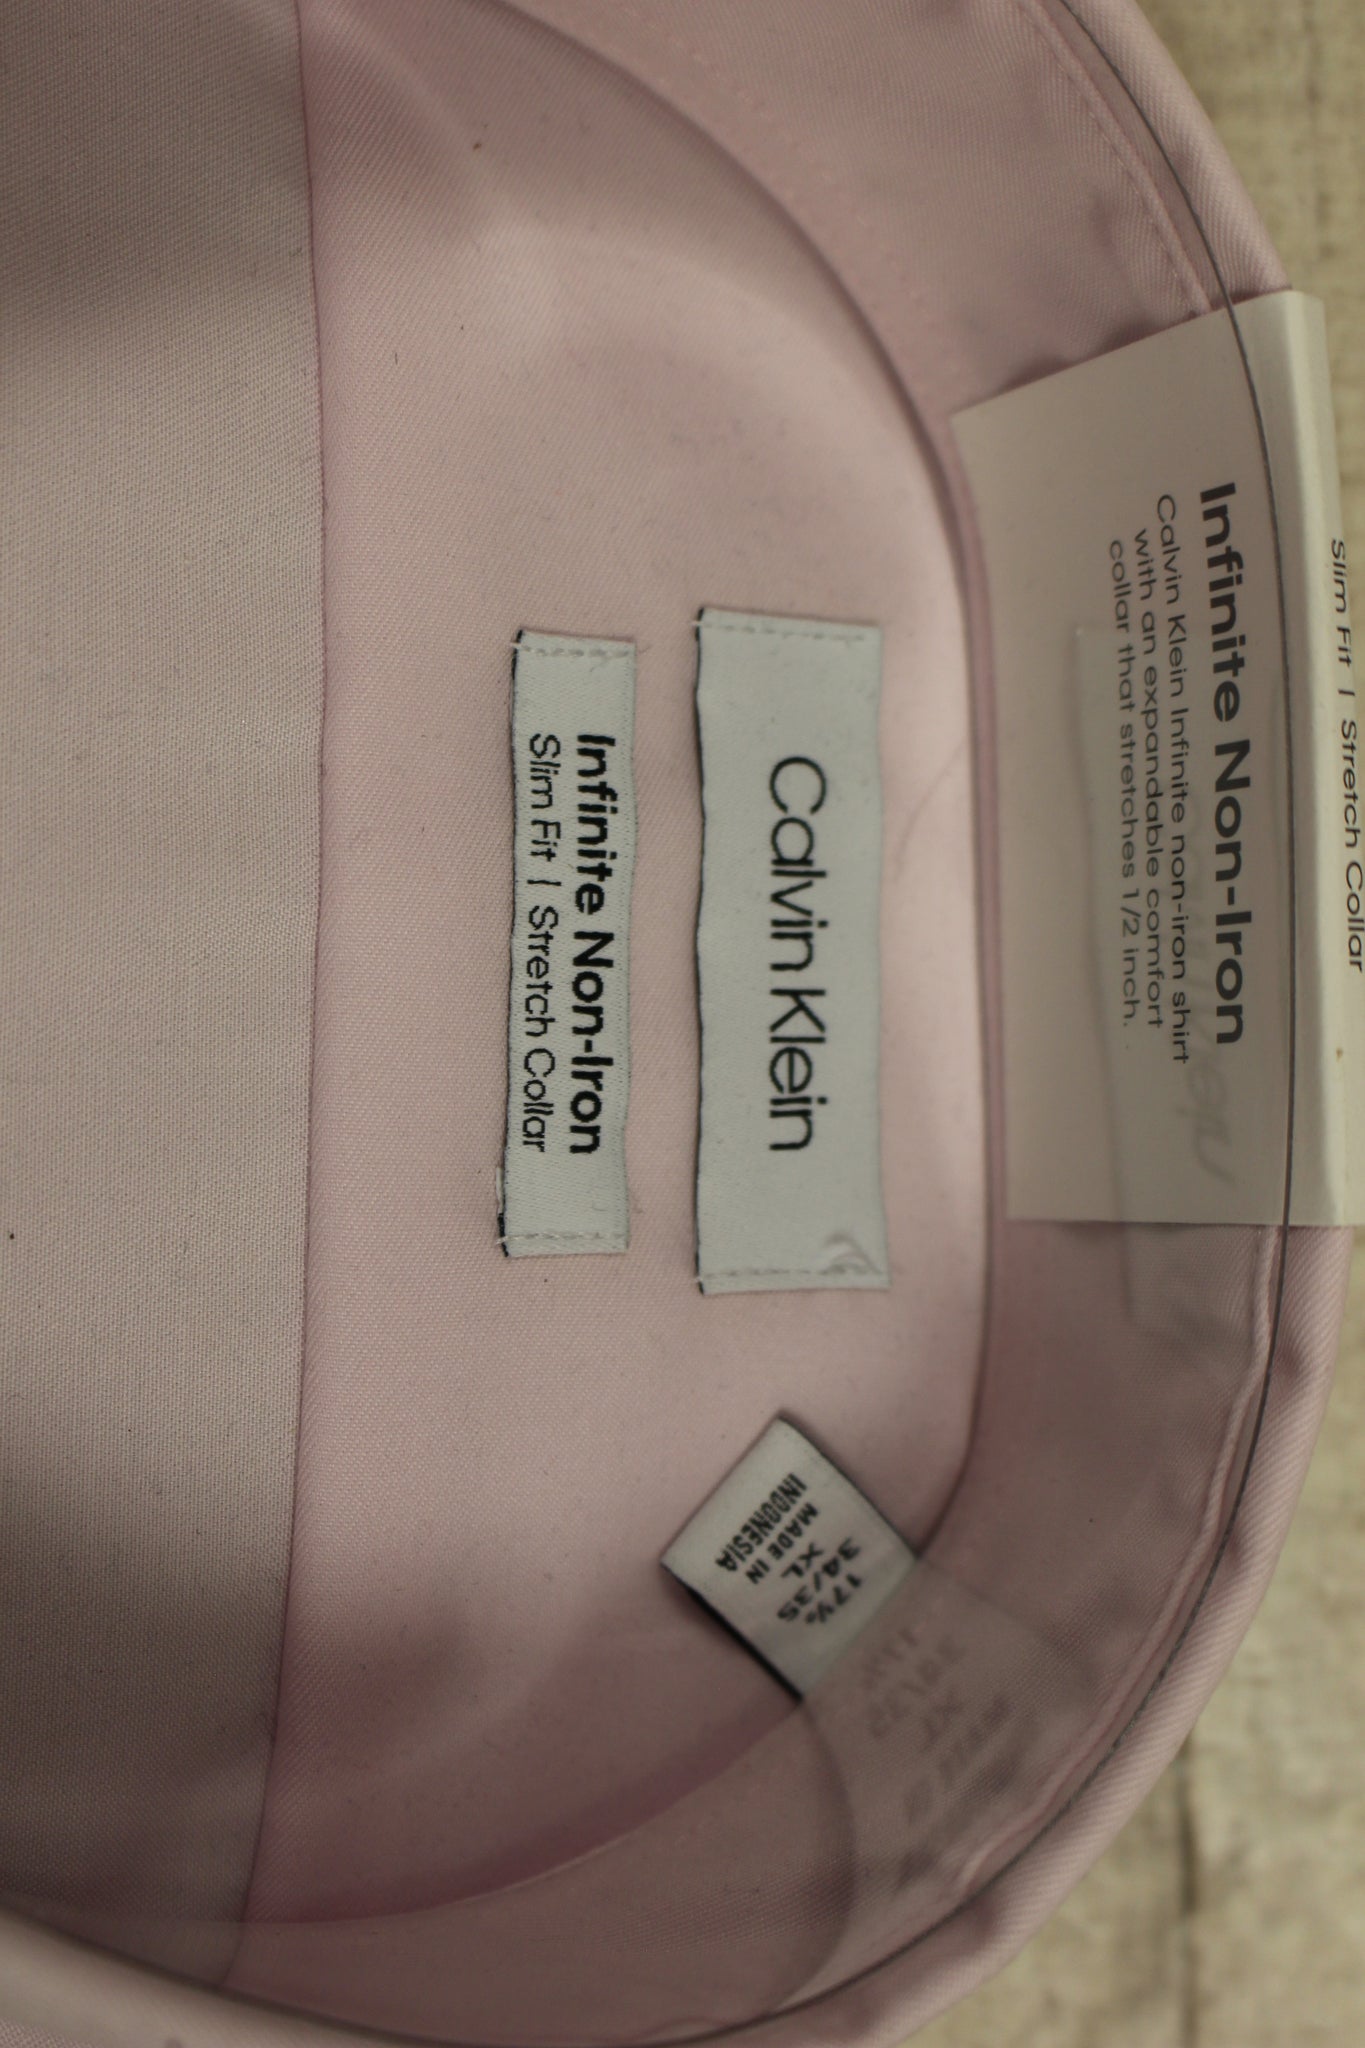 Slim Fit | Stretch Collar
Infinite Non-Iron
Calvin Klein Infinite non-iron shirt
with an expandable comfort
collar that stretches 1/2 inch.
Calvin Klein
Infinite Non-Iron
Slim Fit | Stretch Collar
17½
34/35
XL
MADE IN
INDONESIA